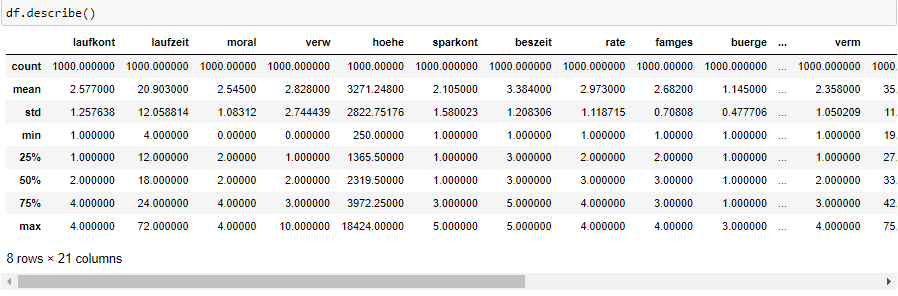 df.describe()
laufkont laufzeit moral verw hoehe sparkont beszeit rate famges buerge ... verm
count 1000.000000 1000.000000 1000.00000 1000.000000 1000.00000 1000.000000 1000.000000 1000.000000 1000.00000 1000.000000 ... 1000.000000 1000.
mean 2.577000 20.903000 2.54500 2.828000 3271.24800 2.105000 3.384000 2.973000 2.68200 1.145000 ... 2.358000 35.
std 1.257638 12.058814 1.08312 2.744439 2822.75176 1.580023 1.208306 1.118715 0.70808 0.477706 ... 1.050209 11.
min 1.000000 4.000000 0.00000 0.000000 250.00000 1.000000 1.000000 1.000000 1.00000 1.000000 ... 1.000000 19.
25% 1.000000 12.000000 2.00000 1.000000 1365.50000 1.000000 3.000000 2.000000 2.00000 1.000000 ... 1.000000 27.
50% 2.000000 18.000000 2.00000 2.000000 2319.50000 1.000000 3.000000 3.000000 3.00000 1.000000 ... 2.000000 33.
75% 4.000000 24.000000 4.00000 3.000000 3972.25000 3.000000 5.000000 4.000000 3.00000 1.000000 ... 3.000000 42.
max 4.000000 72.000000 4.00000 10.000000 18424.00000 5.000000 5.000000 4.000000 4.00000 3.000000 ... 4.000000 75.
8 rows × 21 columns